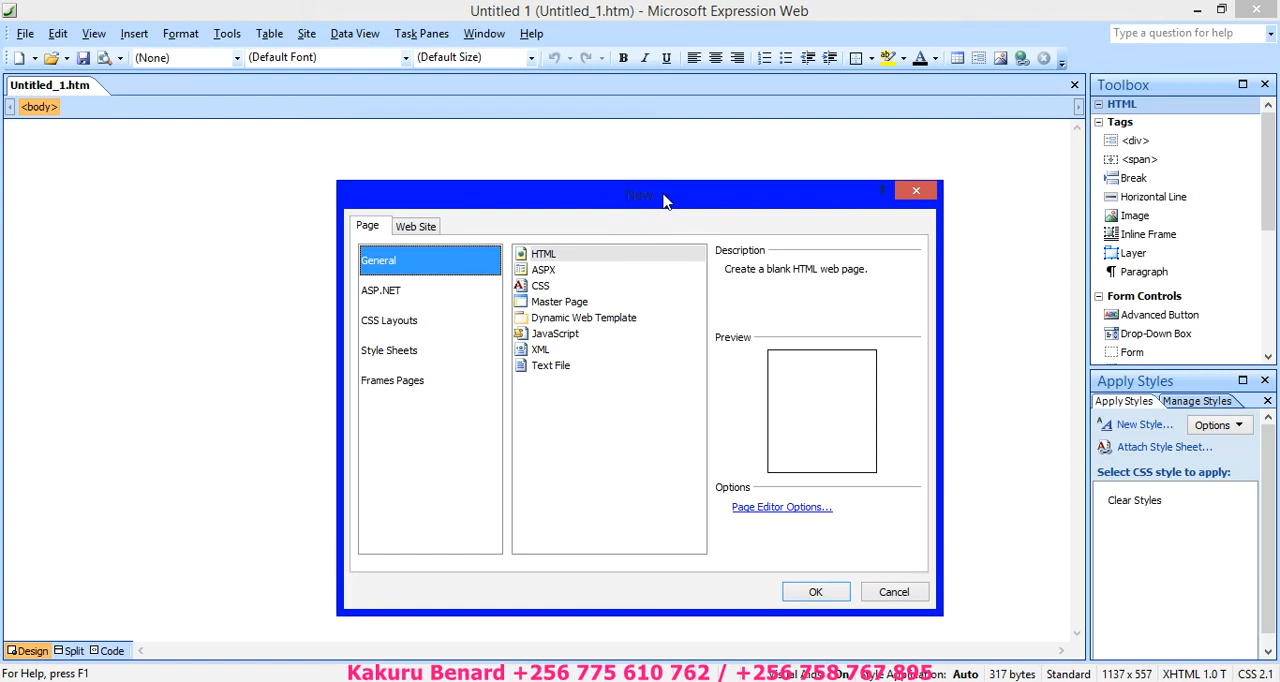 Untitled 1 (Untitled_1.htm) - Microsoft Expression Web
File Edit View Insert Format Tools Table Site Data View Task Panes Window Help
Type a question for help
(None) (Default Font) (Default Size) B I U A
Untitled_1.htm
<body>
New
Page Web Site
General
ASP.NET
CSS Layouts
Style Sheets
Frames Pages
HTML
ASPX
CSS
Master Page
Dynamic Web Template
JavaScript
XML
Text File
Description
Create a blank HTML web page.
Preview
Options
Page Editor Options...
OK Cancel
Toolbox
HTML
Tags
<div>
<span>
Break
Horizontal Line
Image
Inline Frame
Layer
Paragraph
Form Controls
Advanced Button
Drop-Down Box
Form
Apply Styles
Apply Styles Manage Styles
New Style... Options
Attach Style Sheet...
Select CSS style to apply:
Clear Styles
Design Split Code
For Help, press F1
Kakuru Benard +256 775 610 762 / +256 758 767 895
Visual Aids: On Style Application: Auto 317 bytes Standard 1137 x 557 XHTML 1.0 T CSS 2.1